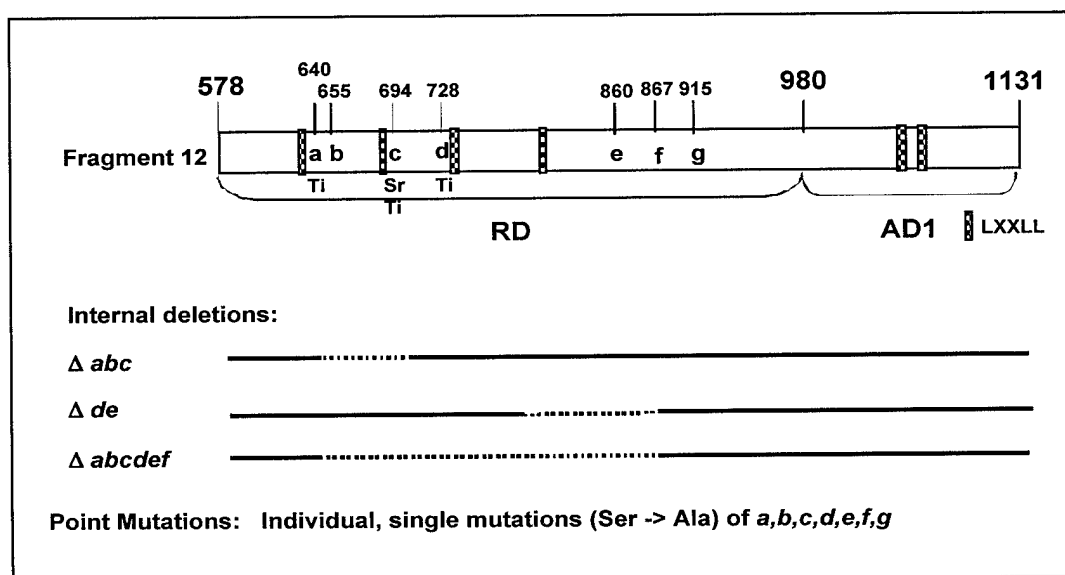 640
578 655 694 728 860 867 915 980 1131
Fragment 12 a b c d e f g
Ti Sr Ti
Ti
RD AD1 LXXLL
Internal deletions:
Δ abc
Δ de
Δ abcdef
Point Mutations: Individual, single mutations (Ser -> Ala) of a,b,c,d,e,f,g